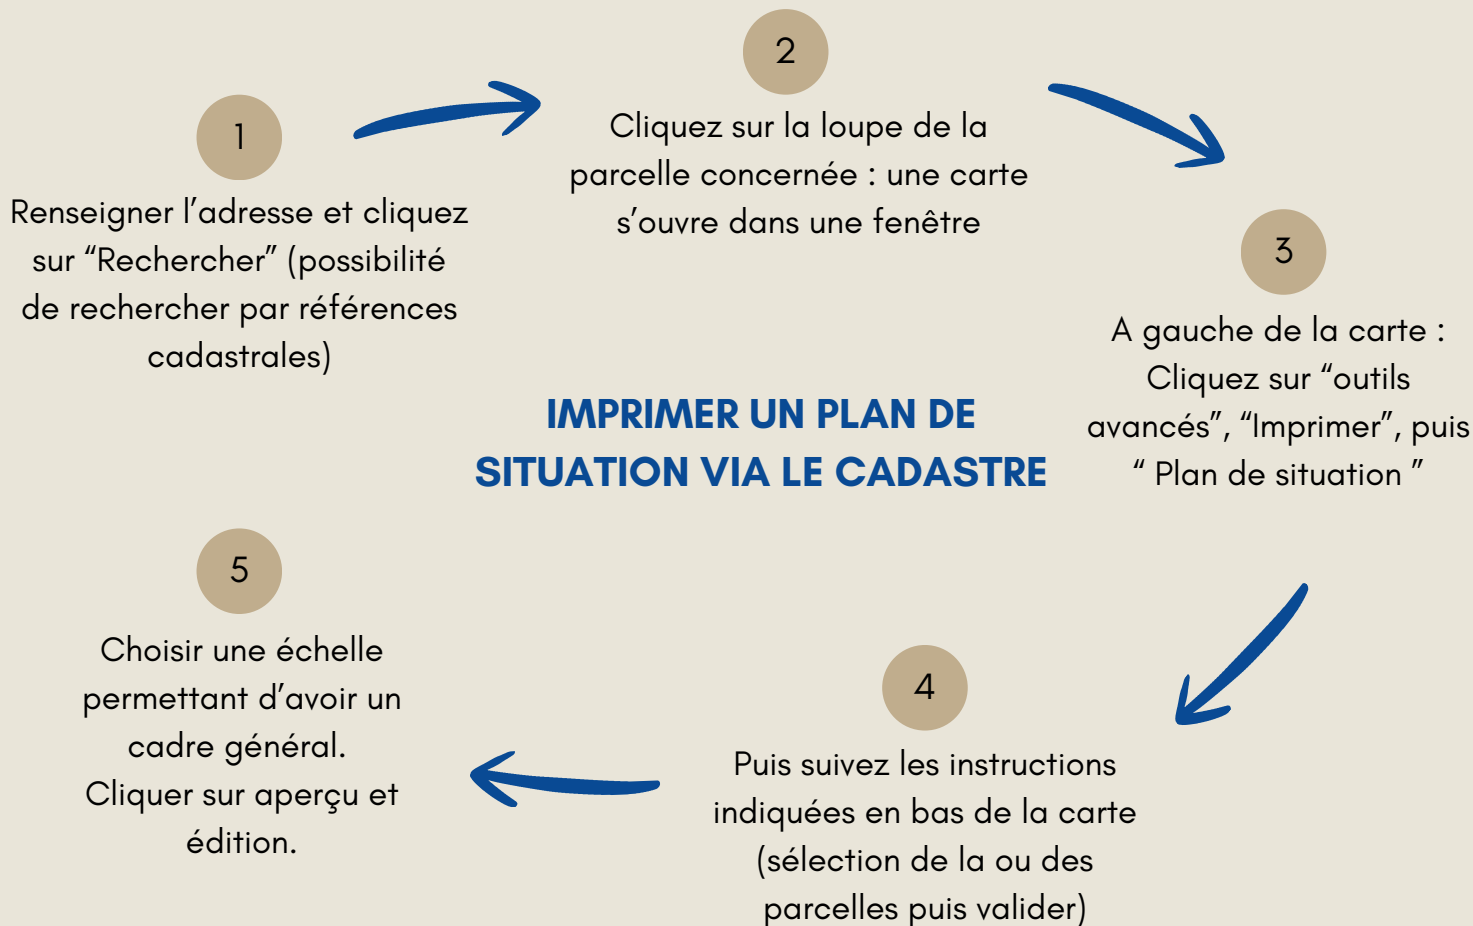 1
Renseigner l’adresse et cliquez
sur “Rechercher” (possibilité
de rechercher par références
cadastrales)
2
Cliquez sur la loupe de la
parcelle concernée : une carte
s’ouvre dans une fenêtre
3
A gauche de la carte :
Cliquez sur “outils
avancés”, “Imprimer”, puis
“ Plan de situation ”
IMPRIMER UN PLAN DE
SITUATION VIA LE CADASTRE
4
Puis suivez les instructions
indiquées en bas de la carte
(sélection de la ou des
parcelles puis valider)
5
Choisir une échelle
permettant d’avoir un
cadre général.
Cliquer sur aperçu et
édition.